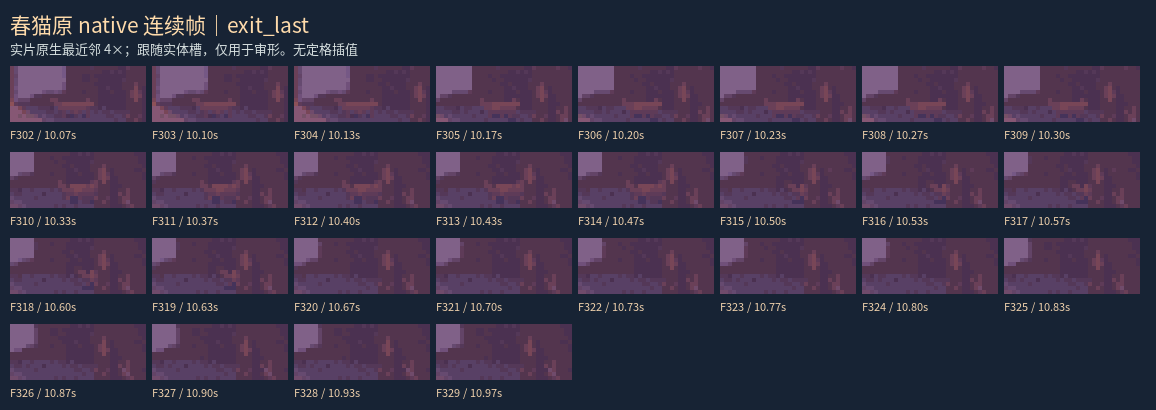 春猫原 native 连续帧｜exit_last
实片原生最近邻 4×；跟随实体槽，仅用于审形。无定格插值
F302 / 10.07s F303 / 10.10s F304 / 10.13s F305 / 10.17s F306 / 10.20s F307 / 10.23s F308 / 10.27s F309 / 10.30s
F310 / 10.33s F311 / 10.37s F312 / 10.40s F313 / 10.43s F314 / 10.47s F315 / 10.50s F316 / 10.53s F317 / 10.57s
F318 / 10.60s F319 / 10.63s F320 / 10.67s F321 / 10.70s F322 / 10.73s F323 / 10.77s F324 / 10.80s F325 / 10.83s
F326 / 10.87s F327 / 10.90s F328 / 10.93s F329 / 10.97s